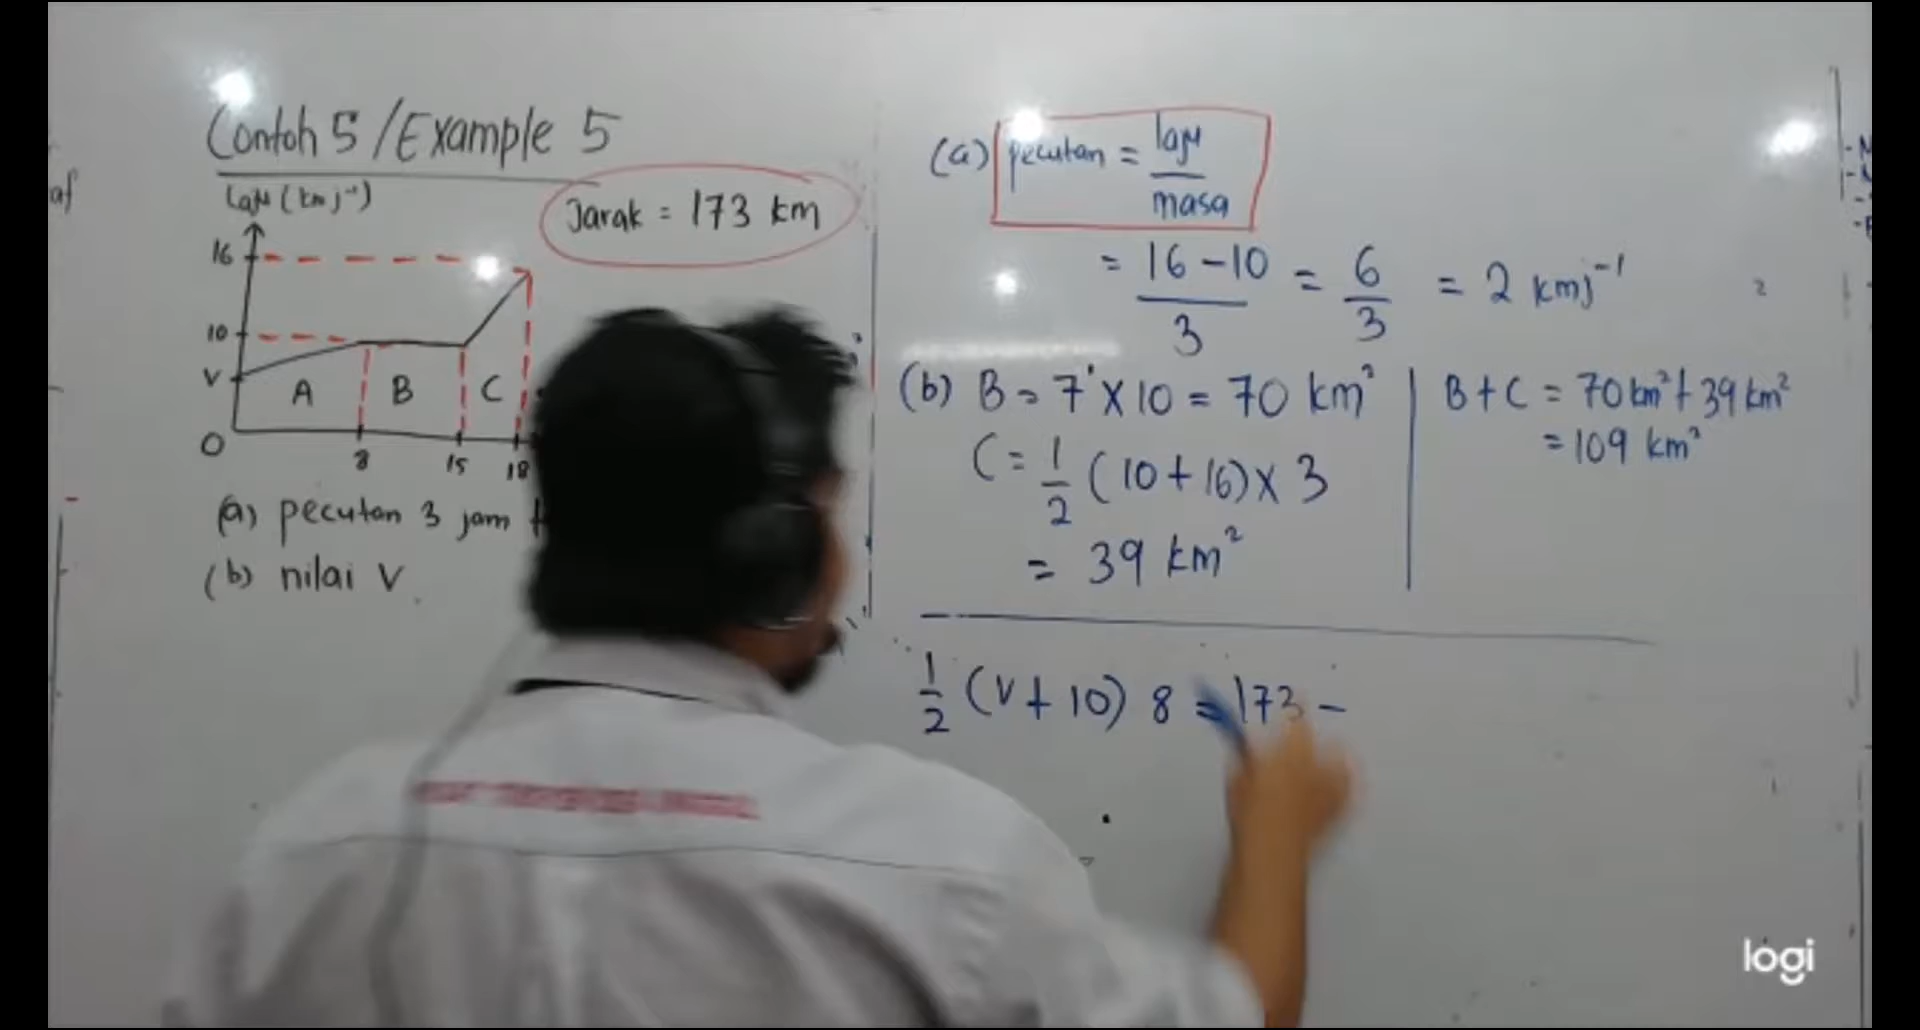 Contoh 5 / Example 5
Laju (kmj⁻¹)
Jarak = 173 km
16
10
V
O
A
B
C
8
15
18
(a) pecutan 3 jam
(b) nilai V
(a) pecutan = laju / masa
= 16 - 10 / 3 = 6 / 3 = 2 kmj⁻¹
(b) B = 7 × 10 = 70 km²
C = 1/2 (10 + 16) × 3
= 39 km²
B + C = 70 km² + 39 km²
= 109 km²
1/2 (V + 10) 8 = 173 -
af
logi